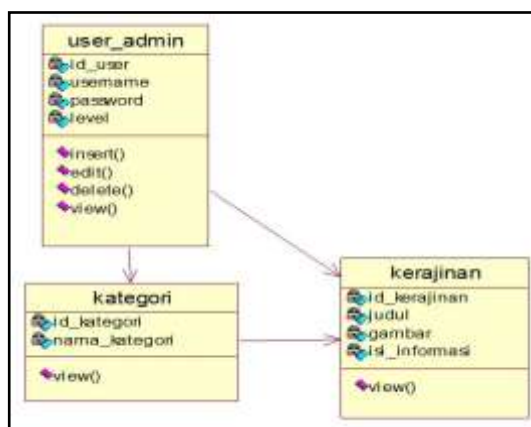 user_admin
id_user
username
password
level
insert()
edit()
delete()
view()
kategori
id_kategori
nama_kategori
view()
kerajinan
id_kerajinan
judul
gambar
isi_informasi
view()